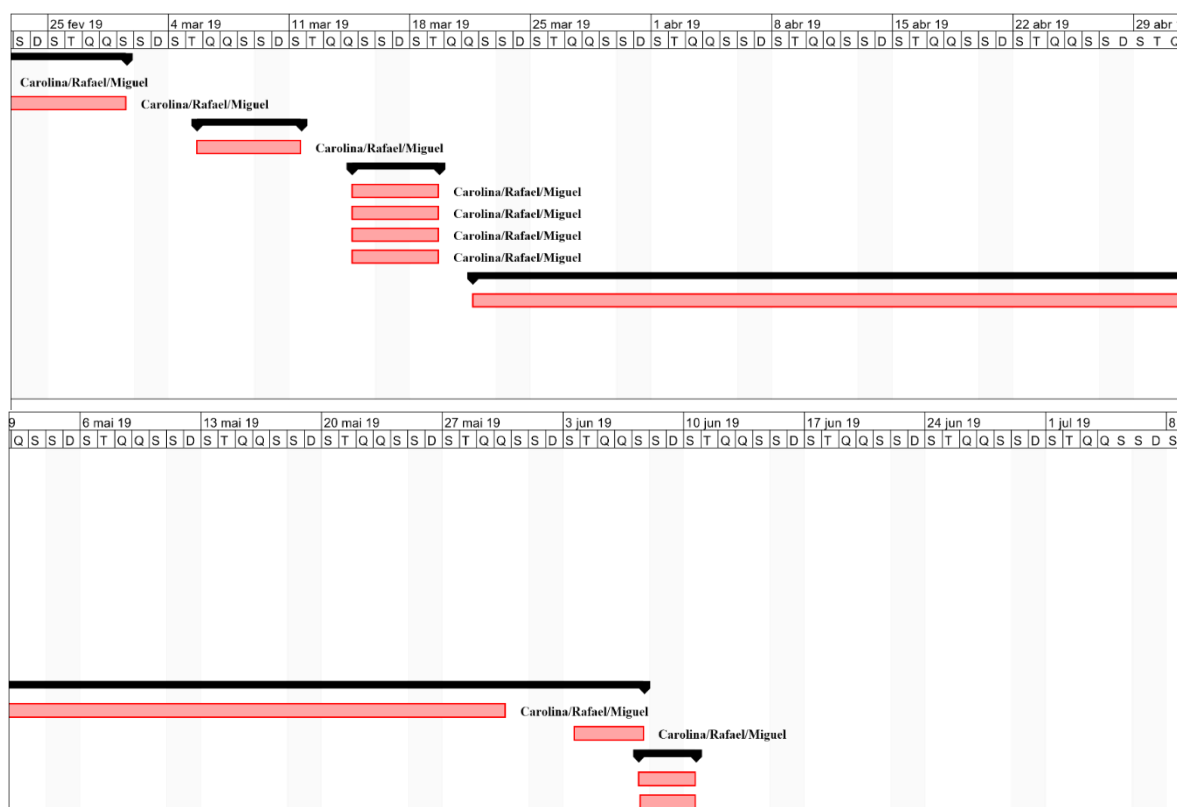 25 fev 19 4 mar 19 11 mar 19 18 mar 19 25 mar 19 1 abr 19 8 abr 19 15 abr 19 22 abr 19 29 abr 1
S D S T Q Q S S D S T Q Q S S D S T Q Q S S D S T Q Q S S D S T Q Q S S D S T Q Q S S D S T Q Q S S D S T Q Q S S D S T Q Q S S D S T Q
Carolina/Rafael/Miguel
Carolina/Rafael/Miguel
Carolina/Rafael/Miguel
Carolina/Rafael/Miguel
Carolina/Rafael/Miguel
Carolina/Rafael/Miguel
Carolina/Rafael/Miguel
9 6 mai 19 13 mai 19 20 mai 19 27 mai 19 3 jun 19 10 jun 19 17 jun 19 24 jun 19 1 jul 19 8
Q S S D S T Q Q S S D S T Q Q S S D S T Q Q S S D S T Q Q S S D S T Q Q S S D S T Q Q S S D S T Q Q S S D S T Q Q S S D S T Q Q S S D S
Carolina/Rafael/Miguel
Carolina/Rafael/Miguel